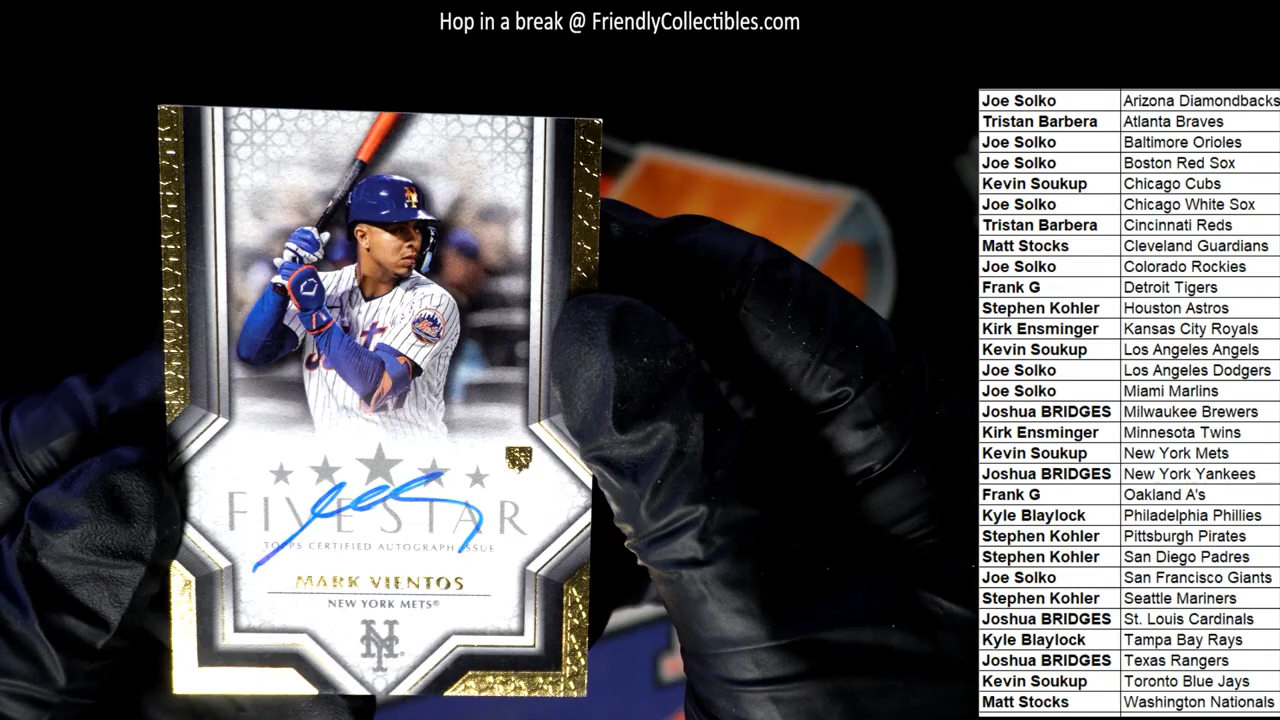 Hop in a break @ FriendlyCollectibles.com
FIVE STAR
TOPPS CERTIFIED AUTOGRAPH ISSUE
MARK VIENTOS
NEW YORK METS®
NY
Joe Solko Arizona Diamondbacks
Tristan Barbera Atlanta Braves
Joe Solko Baltimore Orioles
Joe Solko Boston Red Sox
Kevin Soukup Chicago Cubs
Joe Solko Chicago White Sox
Tristan Barbera Cincinnati Reds
Matt Stocks Cleveland Guardians
Joe Solko Colorado Rockies
Frank G Detroit Tigers
Stephen Kohler Houston Astros
Kirk Ensminger Kansas City Royals
Kevin Soukup Los Angeles Angels
Joe Solko Los Angeles Dodgers
Joe Solko Miami Marlins
Joshua BRIDGES Milwaukee Brewers
Kirk Ensminger Minnesota Twins
Kevin Soukup New York Mets
Joshua BRIDGES New York Yankees
Frank G Oakland A's
Kyle Blaylock Philadelphia Phillies
Stephen Kohler Pittsburgh Pirates
Stephen Kohler San Diego Padres
Joe Solko San Francisco Giants
Stephen Kohler Seattle Mariners
Joshua BRIDGES St. Louis Cardinals
Kyle Blaylock Tampa Bay Rays
Joshua BRIDGES Texas Rangers
Kevin Soukup Toronto Blue Jays
Matt Stocks Washington Nationals